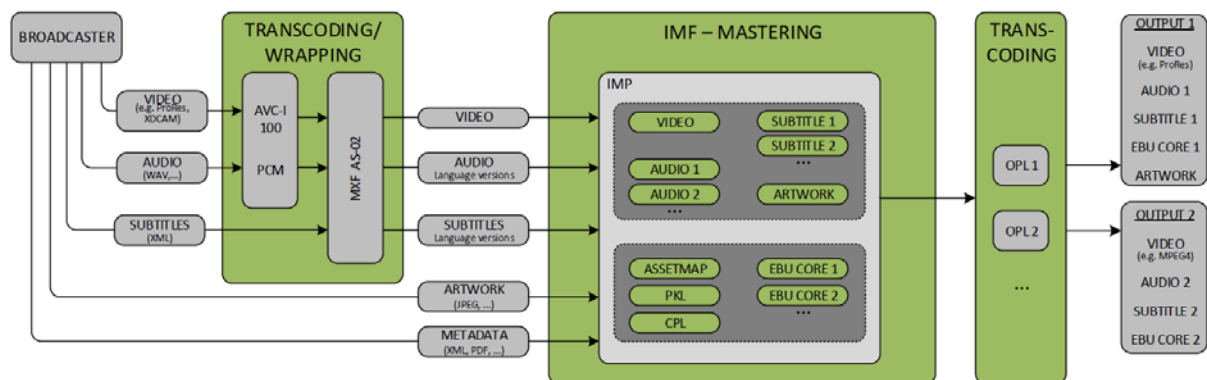 BROADCASTER
VIDEO
(e.g. ProRes,
XDCAM)
AUDIO
(WAV,...)
SUBTITLES
(XML)
TRANSCODING/
WRAPPING
AVC-I
100
PCM
MXF AS-02
VIDEO
AUDIO
Language versions
SUBTITLES
Language versions
ARTWORK
(JPEG, ...)
METADATA
(XML, PDF, ...)
IMF – MASTERING
IMP
VIDEO
AUDIO 1
AUDIO 2
...
SUBTITLE 1
SUBTITLE 2
...
ARTWORK
ASSETMAP
PKL
CPL
EBU CORE 1
EBU CORE 2
...
TRANS-
CODING
OPL 1
OPL 2
...
OUTPUT 1
VIDEO
(e.g. ProRes)
AUDIO 1
SUBTITLE 1
EBU CORE 1
ARTWORK
OUTPUT 2
VIDEO
(e.g. MPEG4)
AUDIO 2
SUBTITLE 2
EBU CORE 2